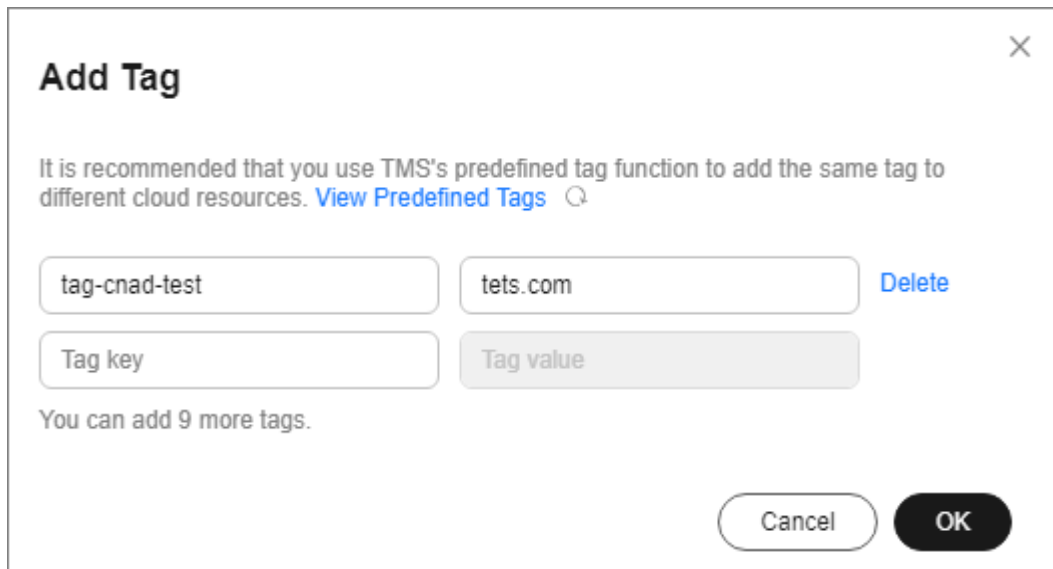 Add Tag
It is recommended that you use TMS's predefined tag function to add the same tag to
different cloud resources. View Predefined Tags
tag-cnad-test tets.com Delete
Tag key Tag value
You can add 9 more tags.
Cancel OK